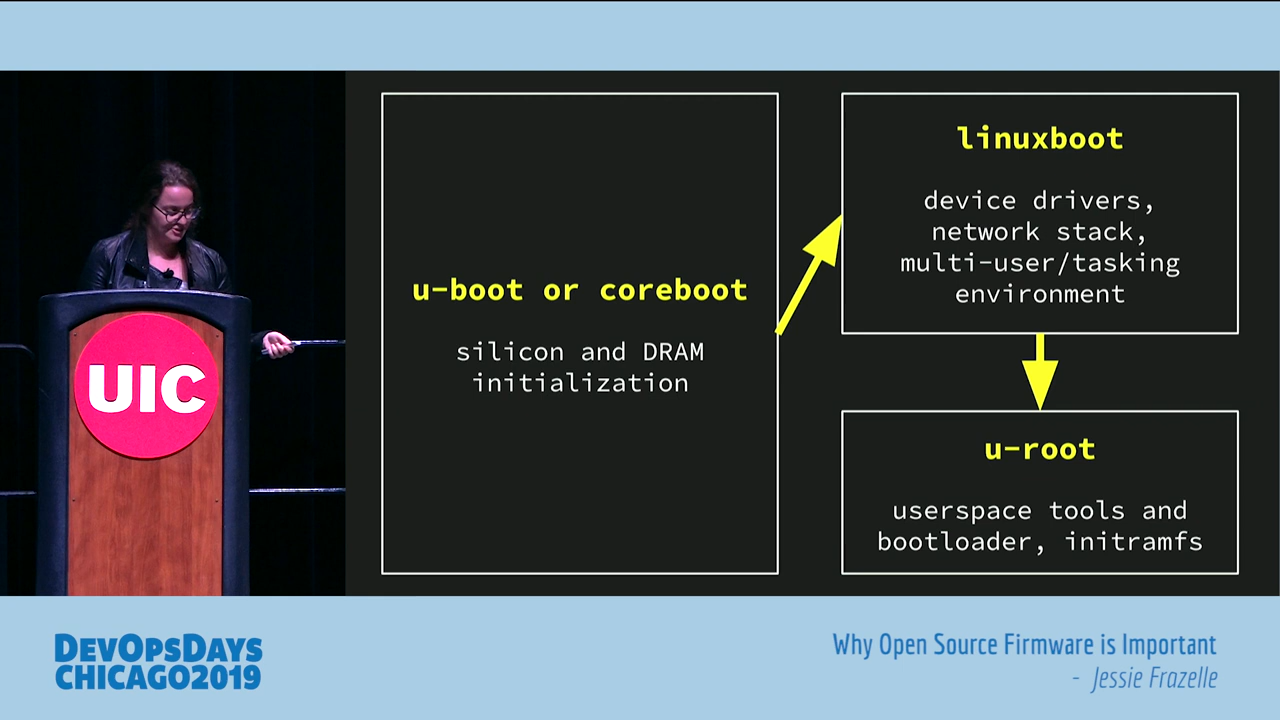 u-boot or coreboot
silicon and DRAM
initialization
linuxboot
device drivers,
network stack,
multi-user/tasking
environment
u-root
userspace tools and
bootloader, initramfs
UIC
DEVOPSDAYS
CHICAGO2019
Why Open Source Firmware is Important
- Jessie Frazelle